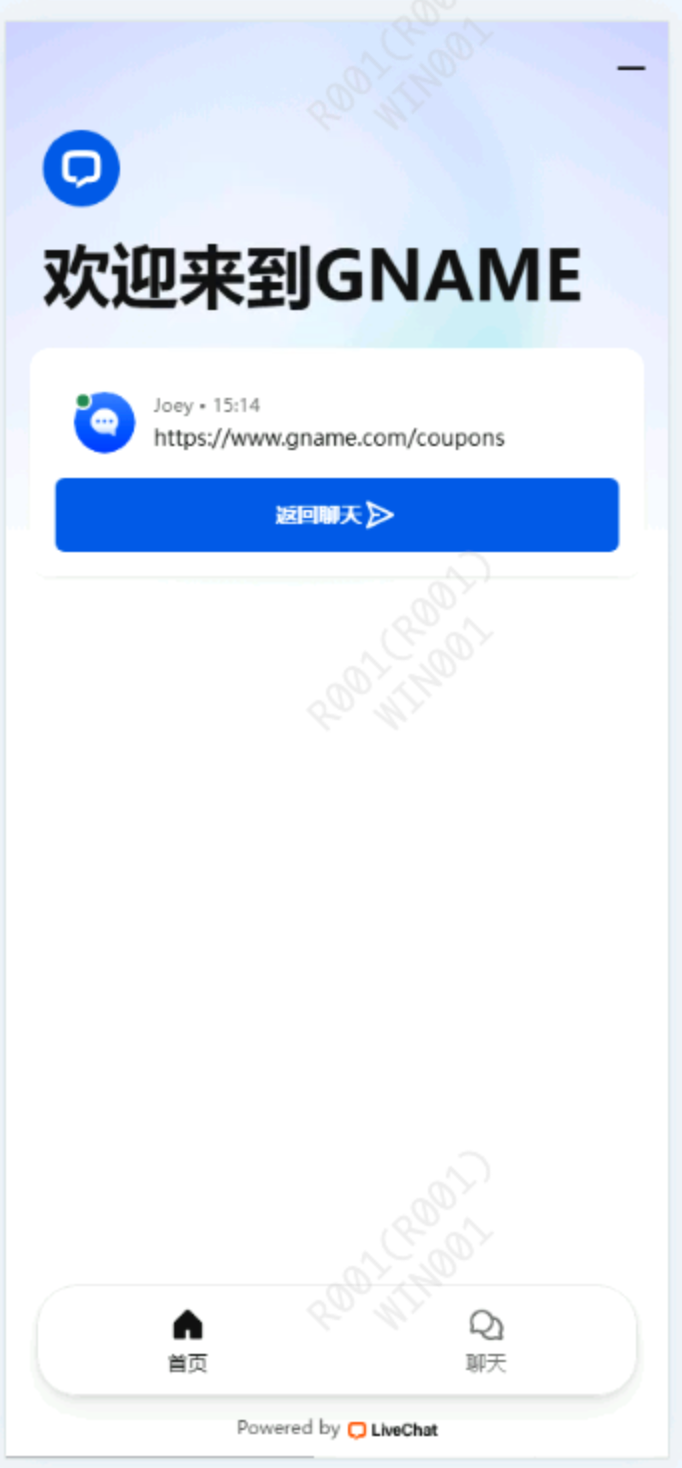 R001(R001)
WIN001
欢迎来到GNAME
Joey • 15:14
https://www.gname.com/coupons
返回聊天
R001(R001)
WIN001
R001(R001)
WIN001
首页
聊天
Powered by LiveChat